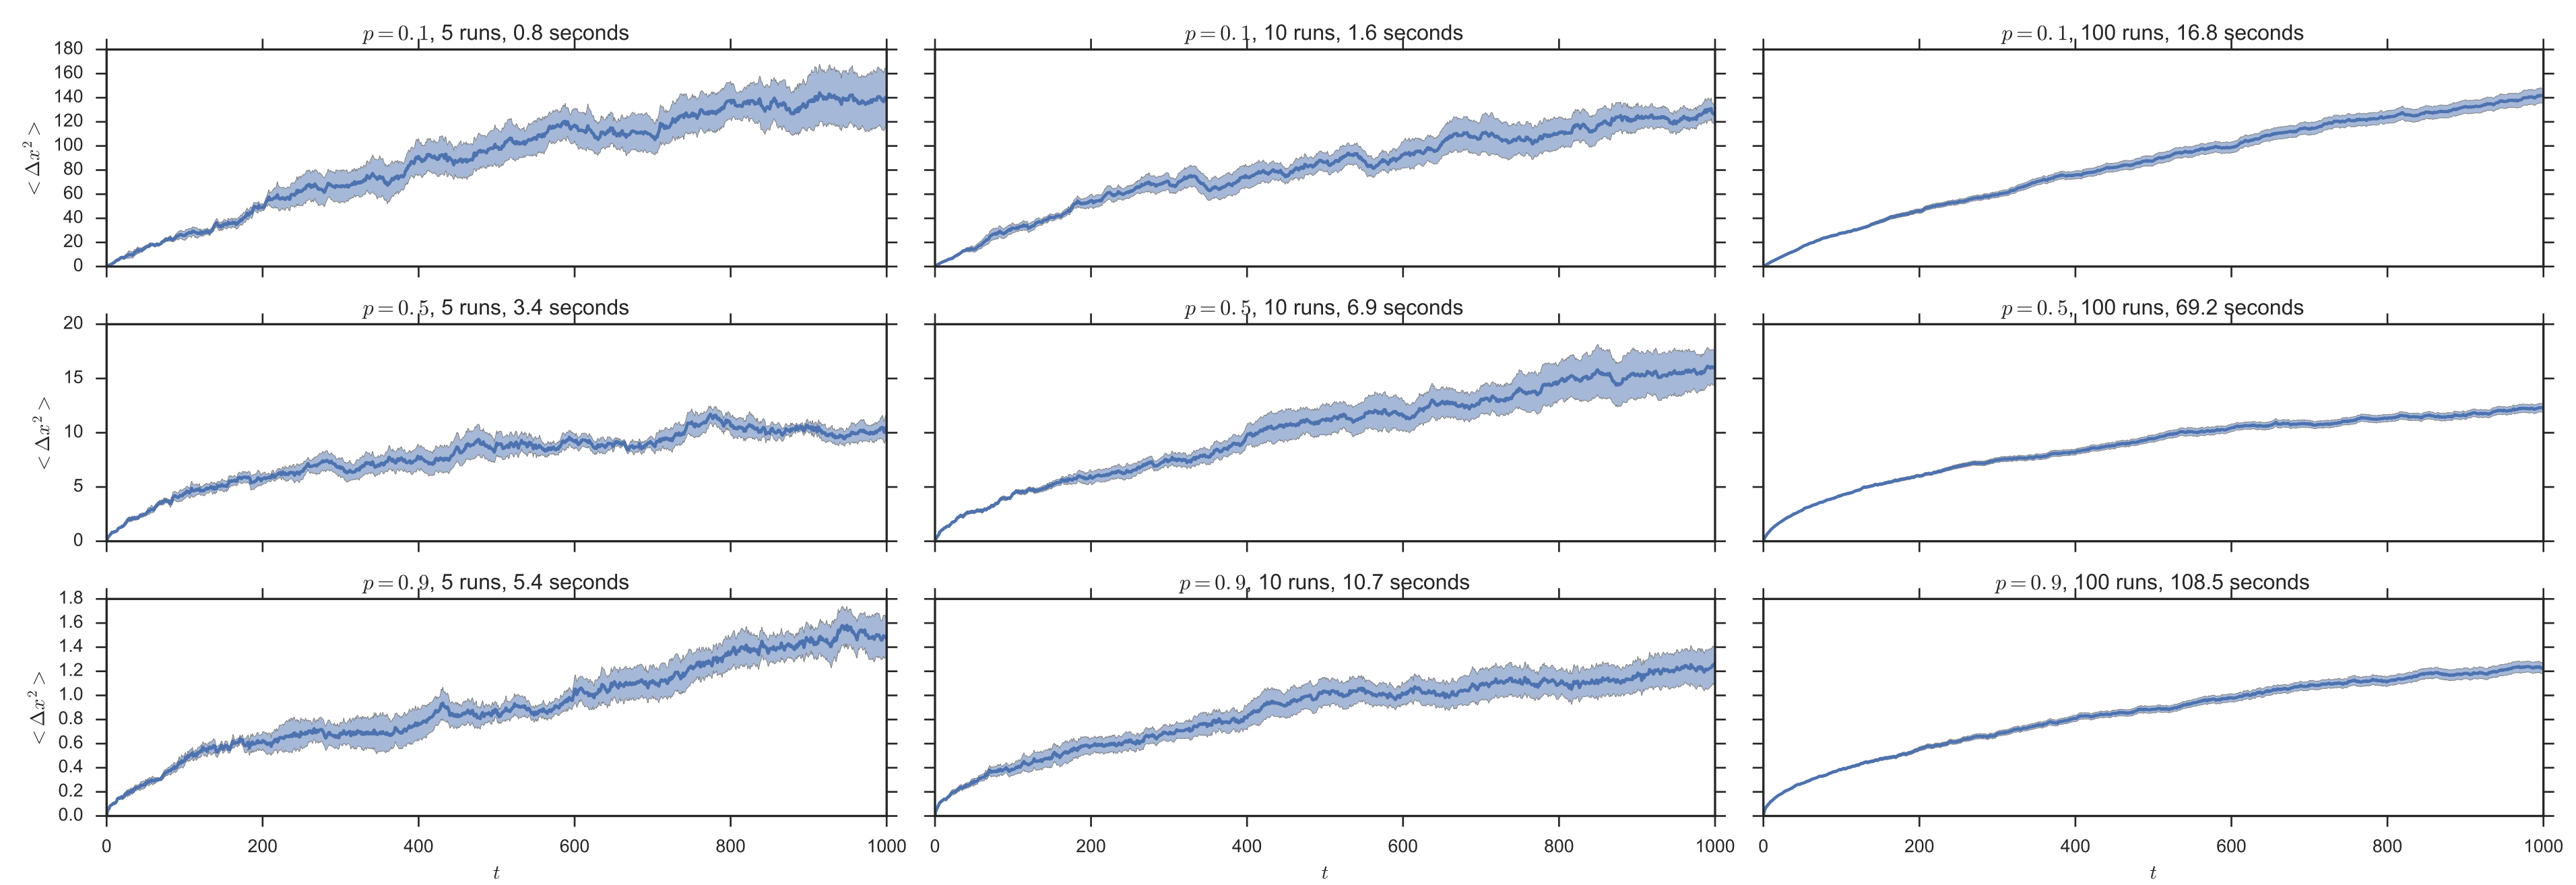 p = 0.1, 5 runs, 0.8 seconds
p = 0.1, 10 runs, 1.6 seconds
p = 0.1, 100 runs, 16.8 seconds
180
160
140
120
100
80
60
40
20
0
< Δx² >
p = 0.5, 5 runs, 3.4 seconds
p = 0.5, 10 runs, 6.9 seconds
p = 0.5, 100 runs, 69.2 seconds
20
15
10
5
0
< Δx² >
p = 0.9, 5 runs, 5.4 seconds
p = 0.9, 10 runs, 10.7 seconds
p = 0.9, 100 runs, 108.5 seconds
1.8
1.6
1.4
1.2
1.0
0.8
0.6
0.4
0.2
0.0
< Δx² >
0 200 400 600 800 1000
0 200 400 600 800 1000
0 200 400 600 800 1000
t
t
t